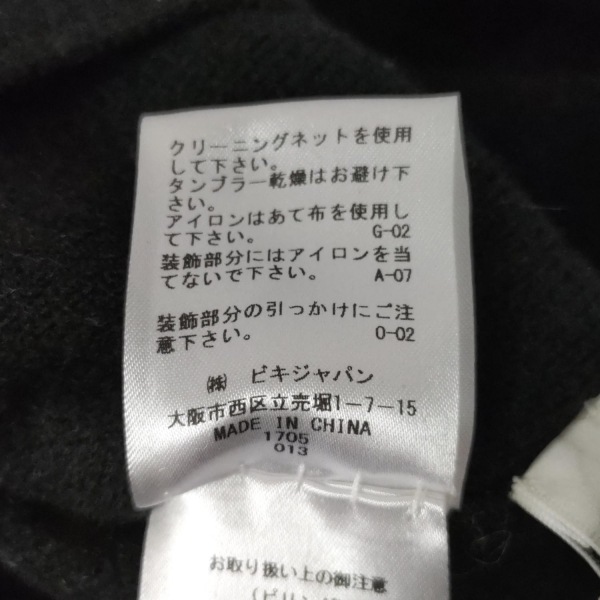 クリーニングネットを使用
して下さい。
タンブラー乾燥はお避け下
さい。
アイロンはあて布を使用し
て下さい。 G-02
装飾部分にはアイロンを当
てないで下さい。 A-07
装飾部分の引っかけにご注
意下さい。 O-02
㈱ ビキジャパン
大阪市西区立売堀1-7-15
MADE IN CHINA
1705
013
お取り扱い上の御注意